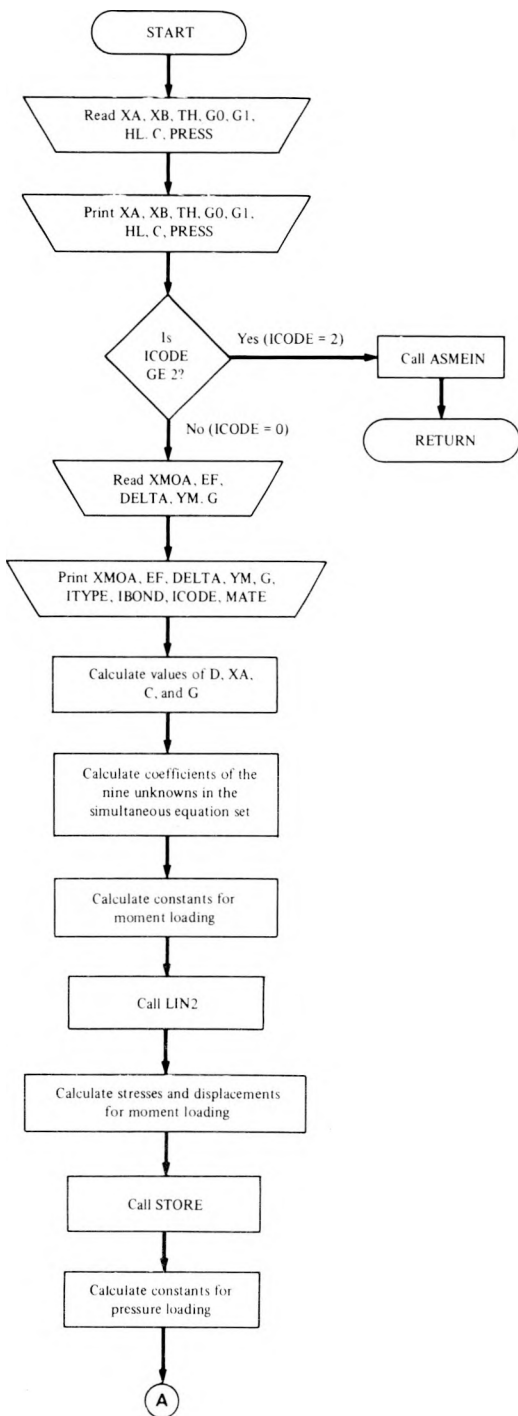 START
Read XA, XB, TH, G0, G1,
HL. C, PRESS
Print XA, XB, TH, G0, G1,
HL, C, PRESS
Is
ICODE
GE 2?
Yes (ICODE = 2)
Call ASMEIN
RETURN
No (ICODE = 0)
Read XMOA, EF,
DELTA, YM. G
Print XMOA, EF, DELTA, YM, G,
ITYPE, IBOND, ICODE, MATE
Calculate values of D, XA,
C, and G
Calculate coefficients of the
nine unknowns in the
simultaneous equation set
Calculate constants for
moment loading
Call LIN2
Calculate stresses and displacements
for moment loading
Call STORE
Calculate constants for
pressure loading
A